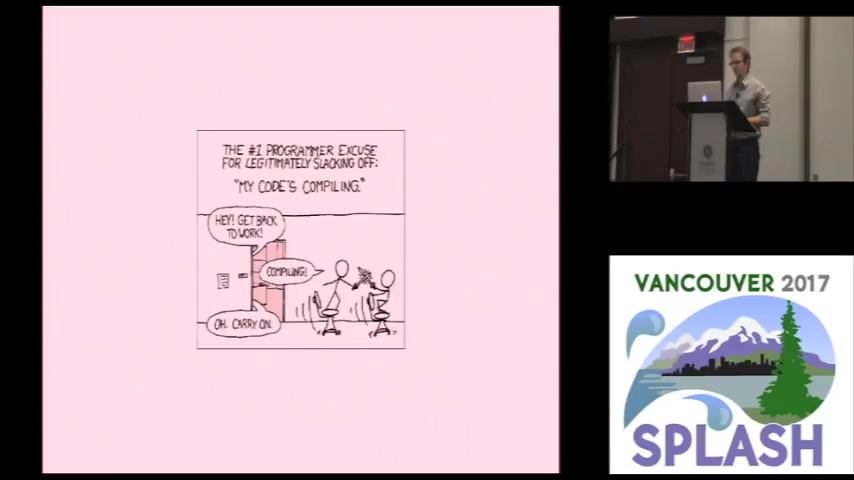 THE #1 PROGRAMMER EXCUSE
FOR LEGITIMATELY SLACKING OFF:
"MY CODE'S COMPILING."
HEY! GET BACK
TO WORK!
COMPILING!
OH. CARRY ON.
VANCOUVER 2017
SPLASH